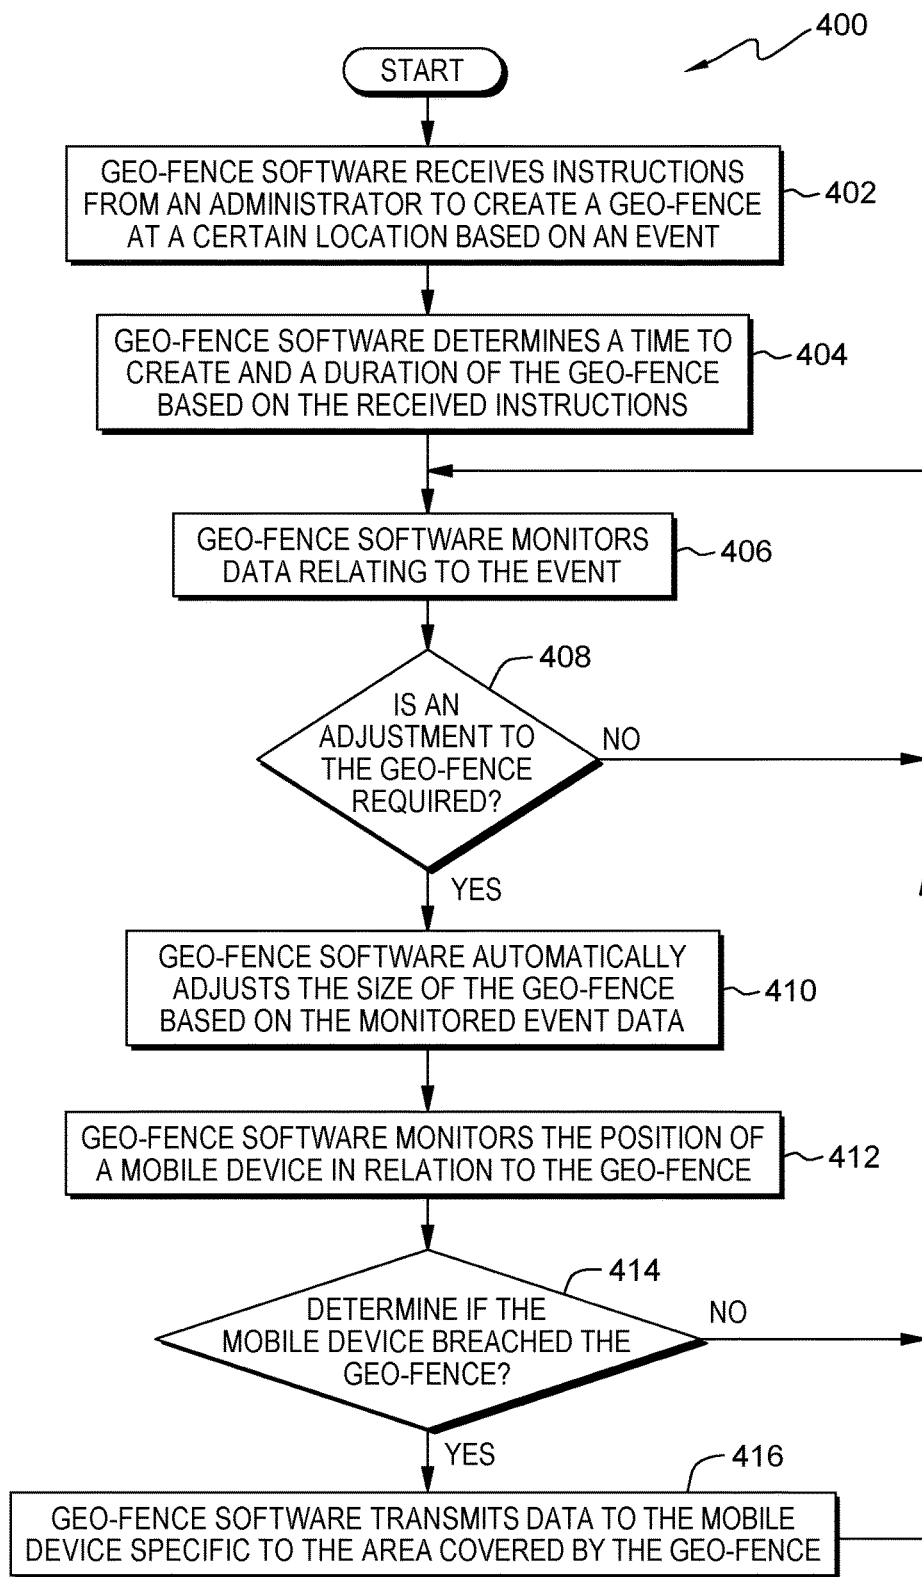 400
START
GEO-FENCE SOFTWARE RECEIVES INSTRUCTIONS
FROM AN ADMINISTRATOR TO CREATE A GEO-FENCE
AT A CERTAIN LOCATION BASED ON AN EVENT
402
GEO-FENCE SOFTWARE DETERMINES A TIME TO
CREATE AND A DURATION OF THE GEO-FENCE
BASED ON THE RECEIVED INSTRUCTIONS
404
GEO-FENCE SOFTWARE MONITORS
DATA RELATING TO THE EVENT
406
408
IS AN
ADJUSTMENT TO
THE GEO-FENCE
REQUIRED?
NO
YES
GEO-FENCE SOFTWARE AUTOMATICALLY
ADJUSTS THE SIZE OF THE GEO-FENCE
BASED ON THE MONITORED EVENT DATA
410
GEO-FENCE SOFTWARE MONITORS THE POSITION OF
A MOBILE DEVICE IN RELATION TO THE GEO-FENCE
412
414
DETERMINE IF THE
MOBILE DEVICE BREACHED THE
GEO-FENCE?
NO
YES
416
GEO-FENCE SOFTWARE TRANSMITS DATA TO THE MOBILE
DEVICE SPECIFIC TO THE AREA COVERED BY THE GEO-FENCE